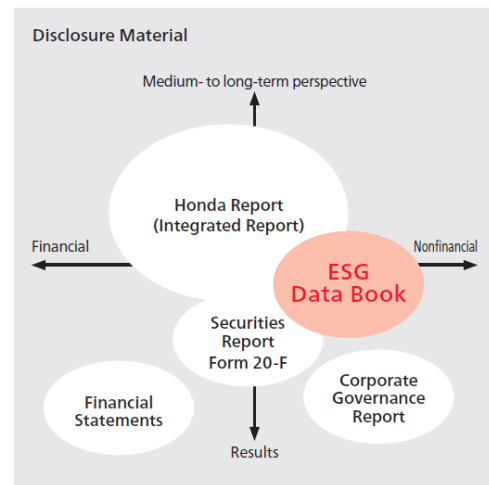 Disclosure Material
Medium- to long-term perspective
Honda Report
(Integrated Report)
Financial
Nonfinancial
ESG
Data Book
Securities
Report
Form 20-F
Financial
Statements
Corporate
Governance
Report
Results